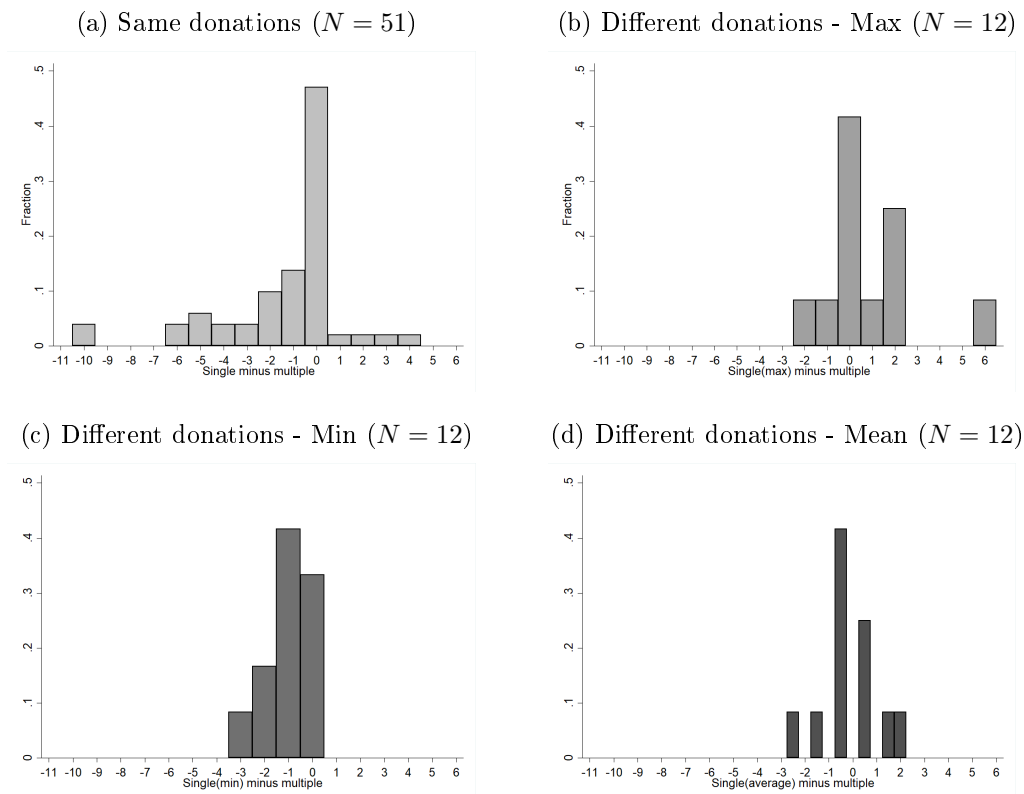 (a) Same donations (N = 51)
.5
.4
.3
.2
.1
0
Fraction
-11 -10 -9 -8 -7 -6 -5 -4 -3 -2 -1 0 1 2 3 4 5 6
Single minus multiple
(b) Different donations - Max (N = 12)
.5
.4
.3
.2
.1
0
Fraction
-11 -10 -9 -8 -7 -6 -5 -4 -3 -2 -1 0 1 2 3 4 5 6
Single(max) minus multiple
(c) Different donations - Min (N = 12)
.5
.4
.3
.2
.1
0
-11 -10 -9 -8 -7 -6 -5 -4 -3 -2 -1 0 1 2 3 4 5 6
Single(min) minus multiple
(d) Different donations - Mean (N = 12)
.5
.4
.3
.2
.1
0
-11 -10 -9 -8 -7 -6 -5 -4 -3 -2 -1 0 1 2 3 4 5 6
Single(average) minus multiple